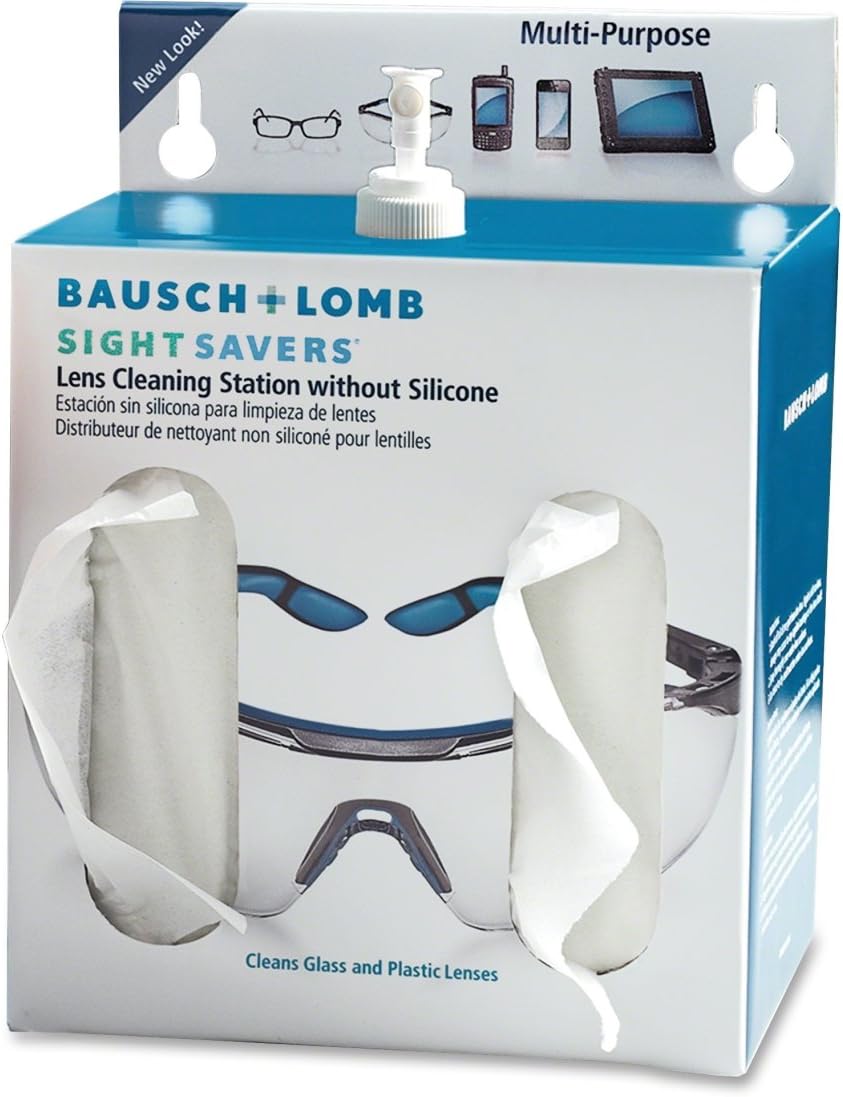 New Look!
Multi-Purpose
BAUSCH + LOMB
SIGHT SAVERS®
Lens Cleaning Station without Silicone
Estación sin silicona para limpieza de lentes
Distributeur de nettoyant non siliconé pour lentilles
BAUSCH + LOMB
Cleans Glass and Plastic Lenses